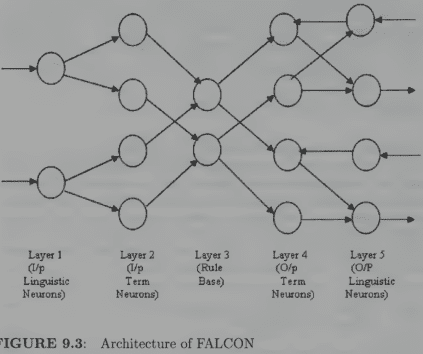 Layer 1 Layer 2 Layer 3 Layer 4 Layer 5
(I/p (I/p (Rule (O/p (O/P
Linguistic Term Base) Term Linguistic
Neurons) Neurons) Neurons) Neurons)
FIGURE 9.3: Architecture of FALCON